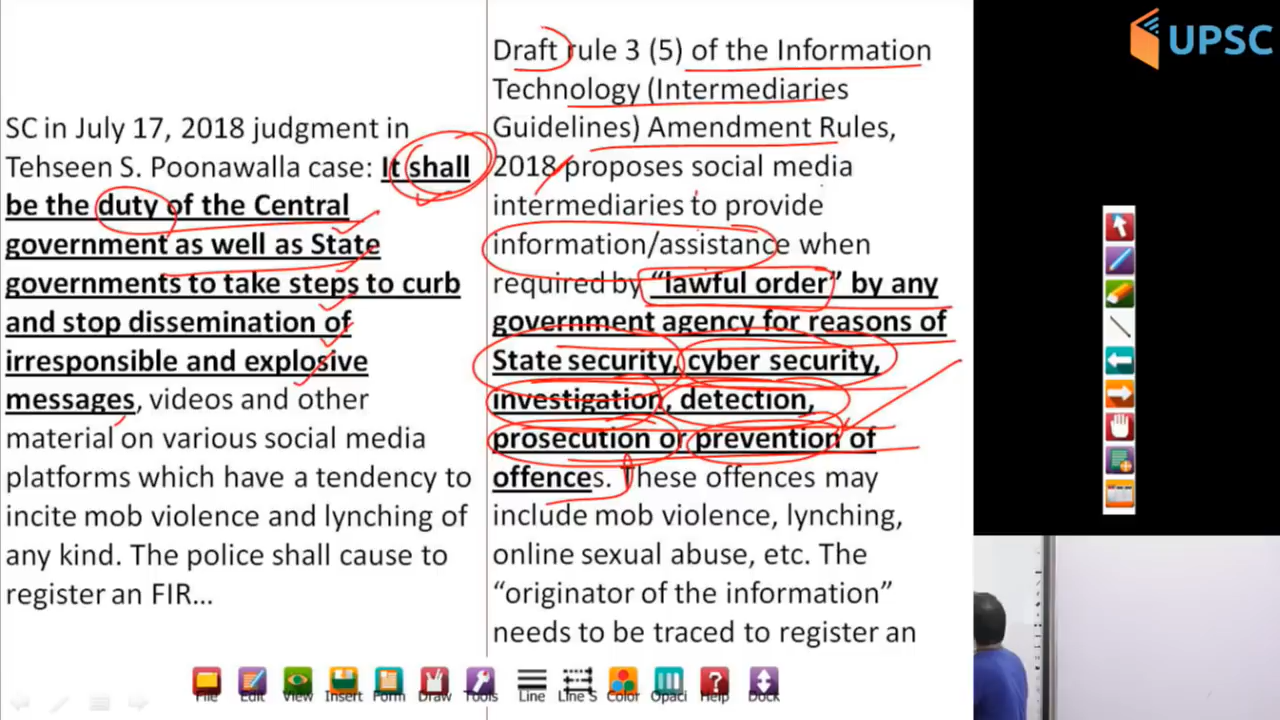 SC in July 17, 2018 judgment in
Tehseen S. Poonawalla case: It shall
be the duty of the Central
government as well as State
governments to take steps to curb
and stop dissemination of
irresponsible and explosive
messages, videos and other
material on various social media
platforms which have a tendency to
incite mob violence and lynching of
any kind. The police shall cause to
register an FIR...
Draft rule 3 (5) of the Information
Technology (Intermediaries
Guidelines) Amendment Rules,
2018 proposes social media
intermediaries to provide
information/assistance when
required by “lawful order” by any
government agency for reasons of
State security, cyber security,
investigation, detection,
prosecution or prevention of
offences. These offences may
include mob violence, lynching,
online sexual abuse, etc. The
“originator of the information”
needs to be traced to register an
UPSC
File Edit View Insert Form Draw Tools Line Line S Color Opaci Help Dock